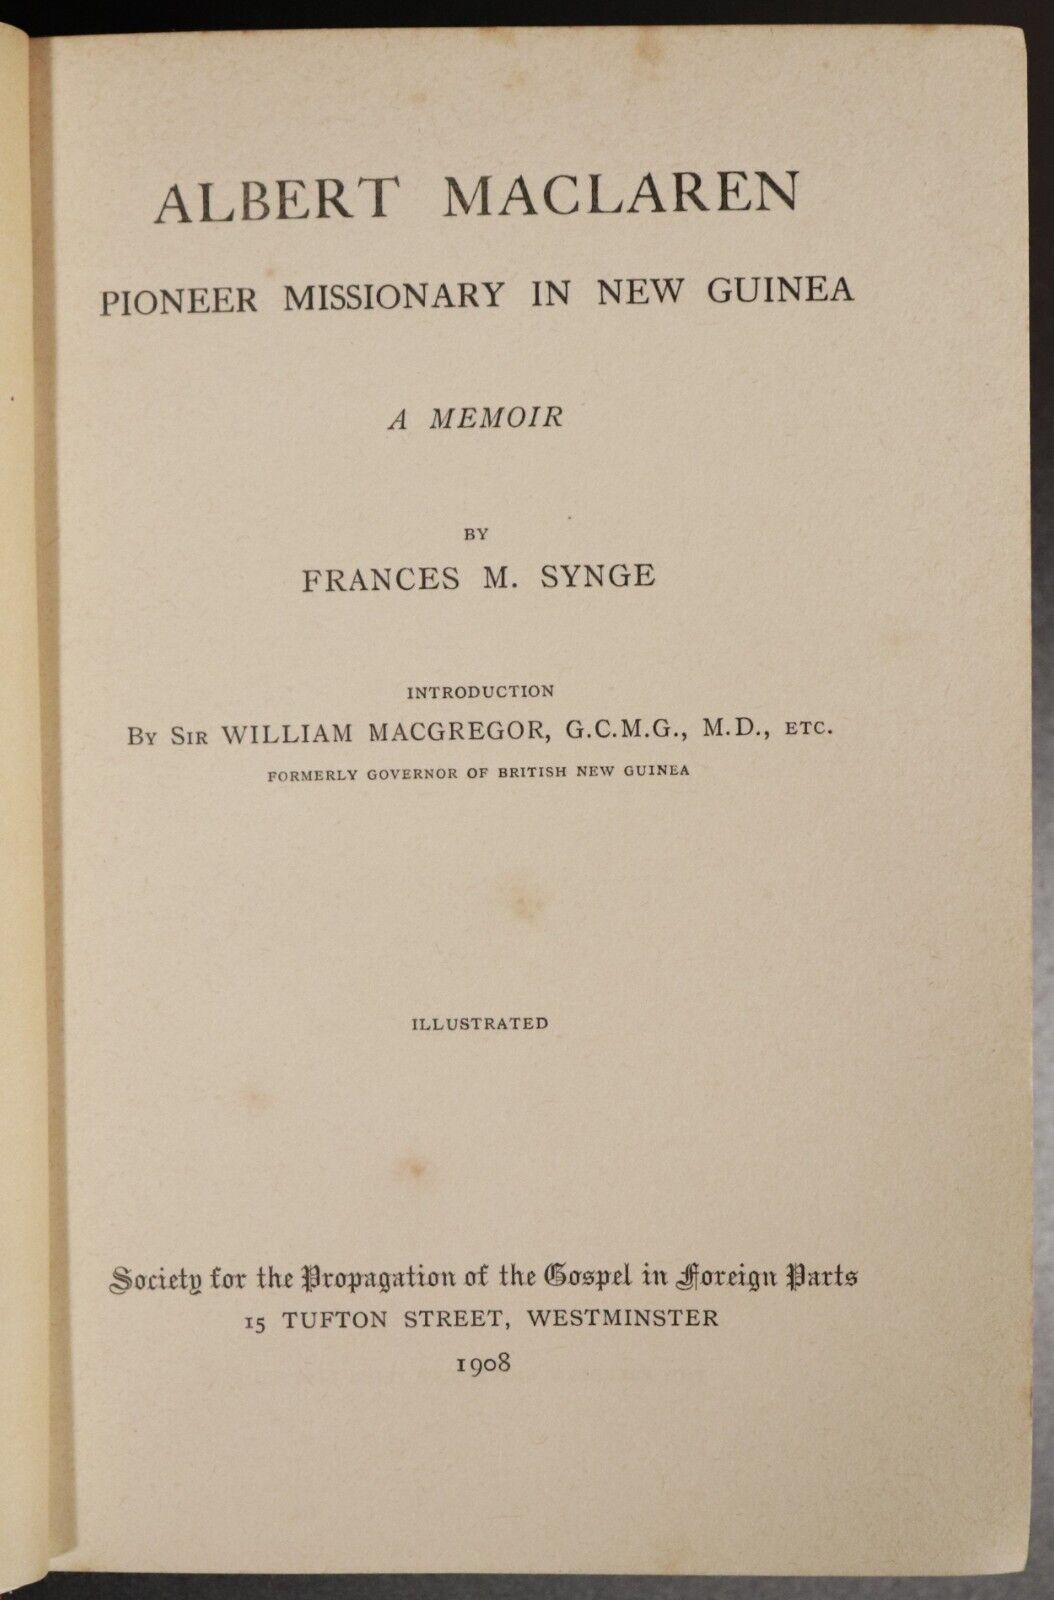 ALBERT MACLAREN
PIONEER MISSIONARY IN NEW GUINEA
A MEMOIR
BY
FRANCES M. SYNGE
INTRODUCTION
BY SIR WILLIAM MACGREGOR, G.C.M.G., M.D., ETC.
FORMERLY GOVERNOR OF BRITISH NEW GUINEA
ILLUSTRATED
Society for the Propagation of the Gospel in Foreign Parts
15 TUFTON STREET, WESTMINSTER
1908